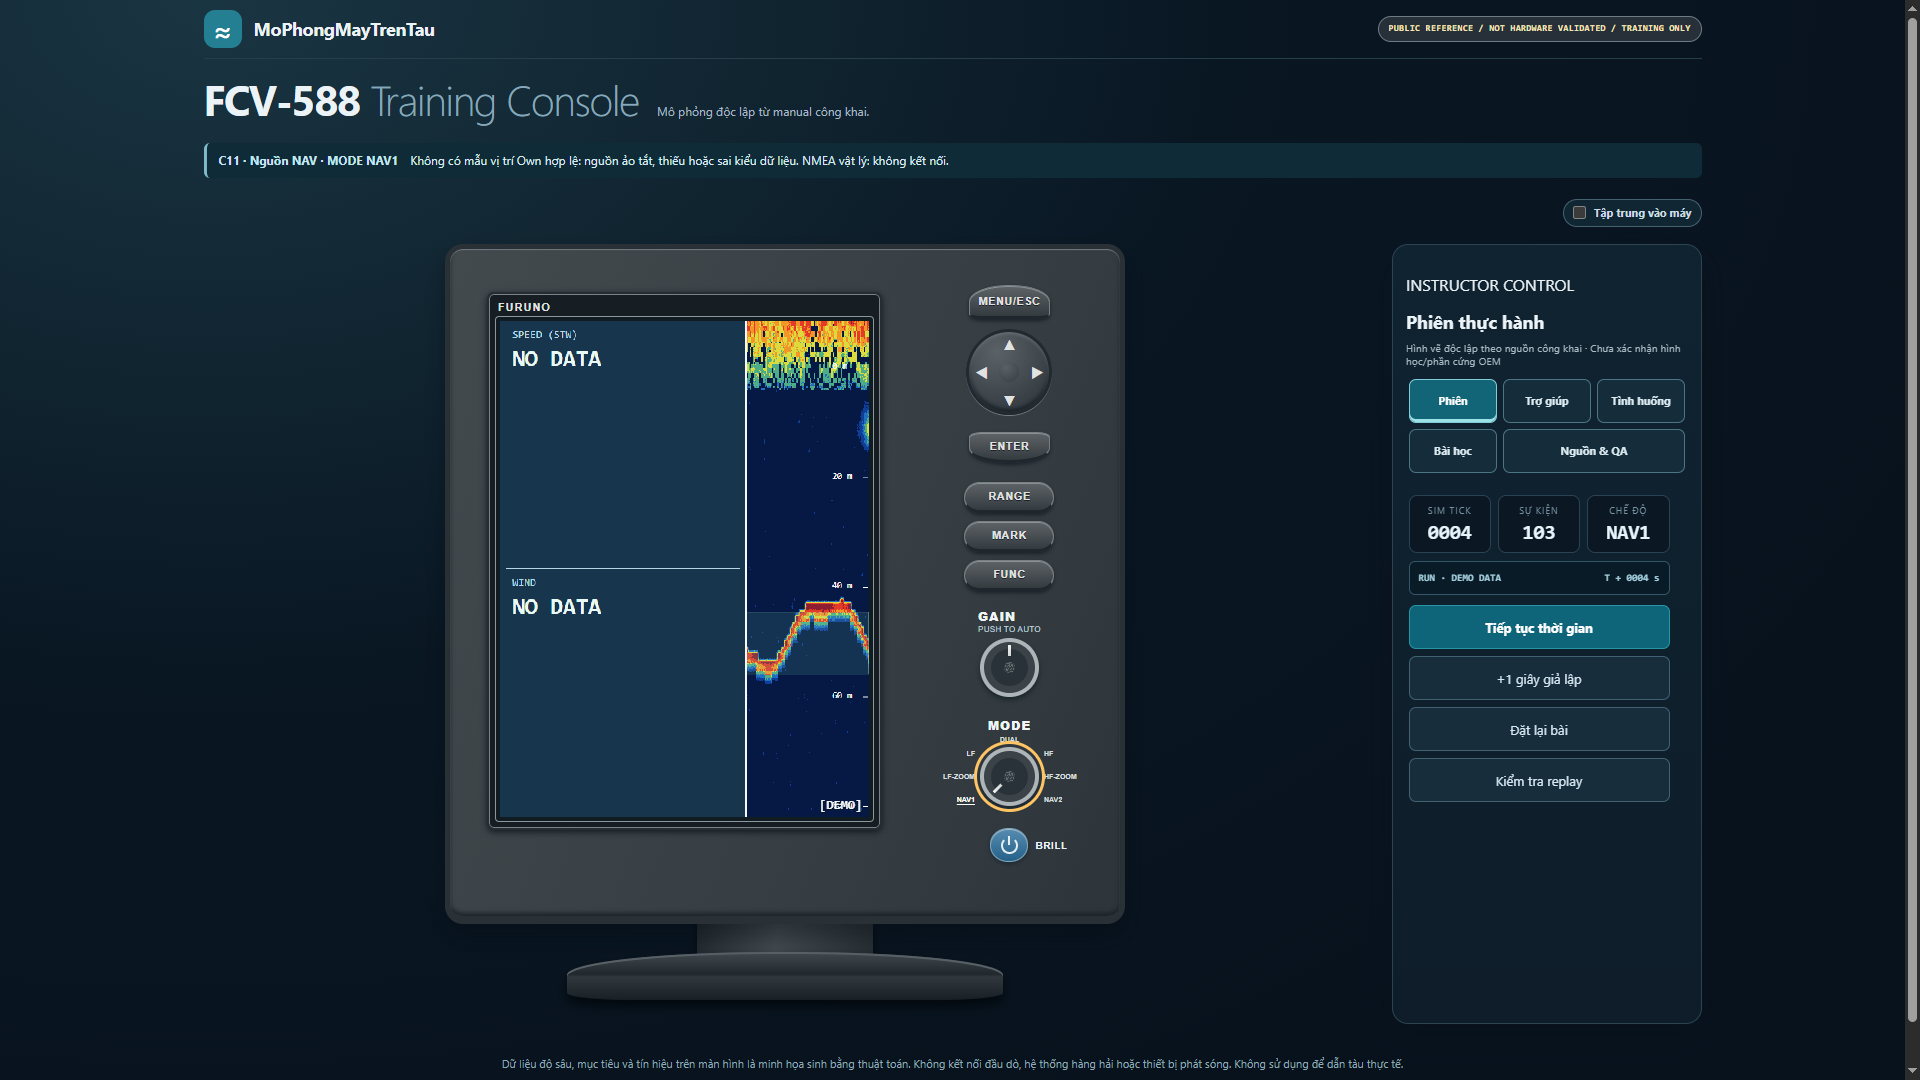 ≈ MoPhongMayTrenTau
PUBLIC REFERENCE / NOT HARDWARE VALIDATED / TRAINING ONLY
FCV-588 Training Console Mô phỏng độc lập từ manual công khai.
C11 · Nguồn NAV · MODE NAV1 Không có mẫu vị trí Own hợp lệ: nguồn ảo tắt, thiếu hoặc sai kiểu dữ liệu. NMEA vật lý: không kết nối.
Tập trung vào máy
FURUNO
SPEED (STW)
NO DATA
WIND
NO DATA
20 m
40 m
60 m
[DEMO]
MENU/ESC
▲
◀ ▶
▼
ENTER
RANGE
MARK
FUNC
GAIN
PUSH TO AUTO
MODE
DUAL
LF HF
LF-ZOOM HF-ZOOM
NAV1 NAV2
BRILL
INSTRUCTOR CONTROL
Phiên thực hành
Hình vẽ độc lập theo nguồn công khai · Chưa xác nhận hình
học/phần cứng OEM
Phiên Trợ giúp Tình huống
Bài học Nguồn & QA
SIM TICK SỰ KIỆN CHẾ ĐỘ
0004 103 NAV1
RUN · DEMO DATA T + 0004 s
Tiếp tục thời gian
+1 giây giả lập
Đặt lại bài
Kiểm tra replay
Dữ liệu độ sâu, mục tiêu và tín hiệu trên màn hình là minh họa sinh bằng thuật toán. Không kết nối đầu dò, hệ thống hàng hải hoặc thiết bị phát sóng. Không sử dụng để dẫn tàu thực tế.